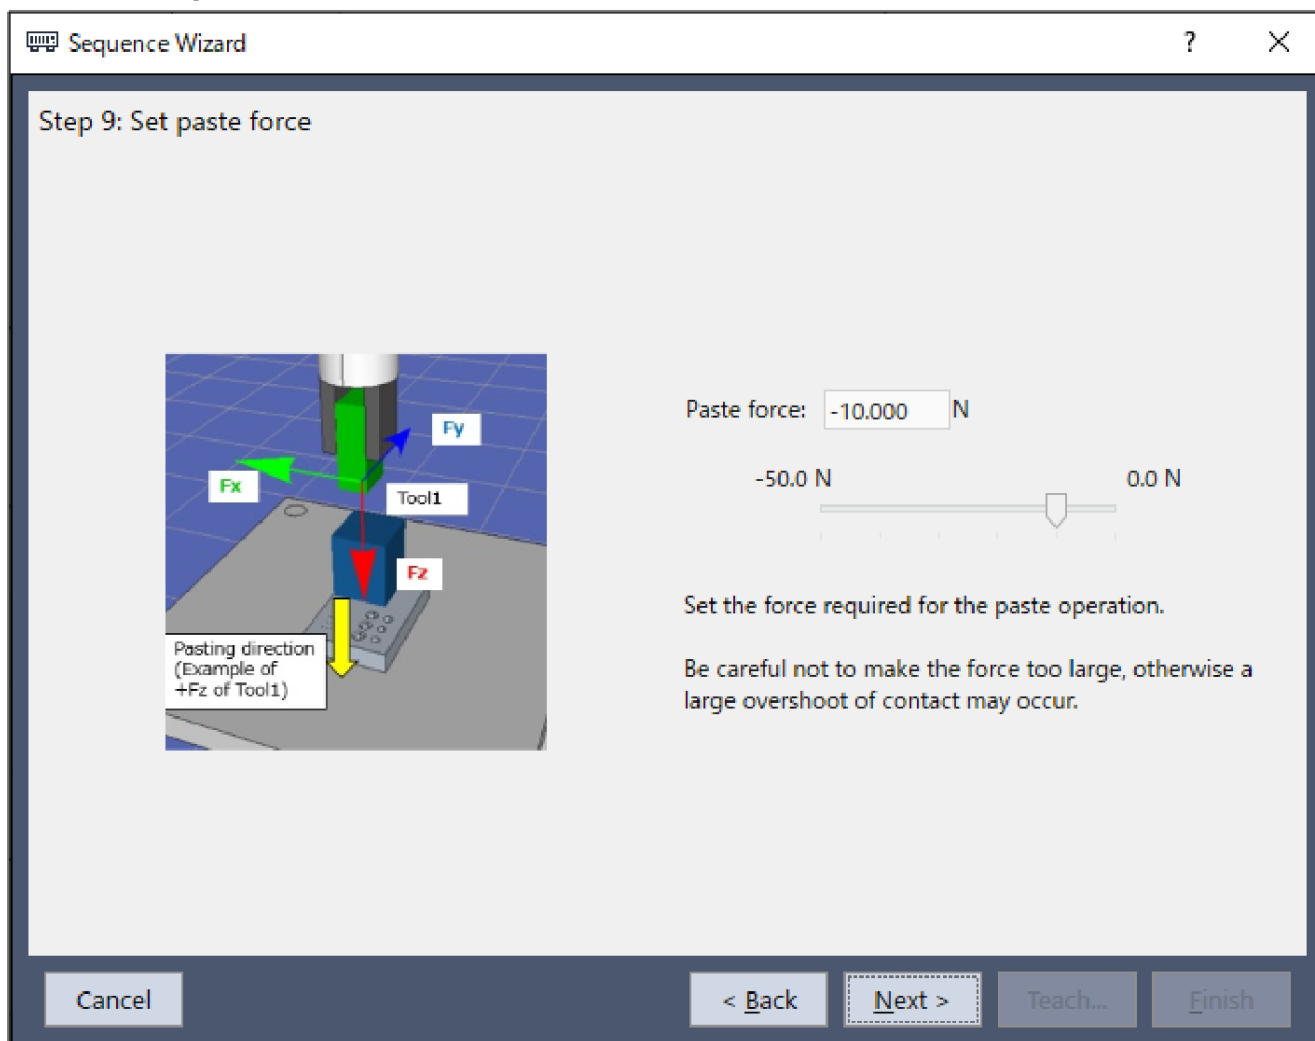 Sequence Wizard
?
Step 9: Set paste force
Fy
Fx
Tool1
Fz
Pasting direction
(Example of
+Fz of Tool1)
Paste force: -10.000 N
-50.0 N 0.0 N
Set the force required for the paste operation.
Be careful not to make the force too large, otherwise a
large overshoot of contact may occur.
Cancel < Back Next > Teach... Finish